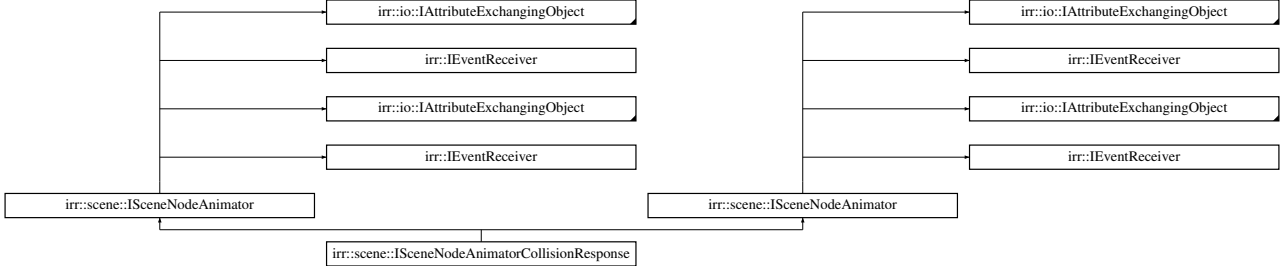 irr::io::IAttributeExchangingObject
irr::io::IAttributeExchangingObject
irr::IEventReceiver
irr::IEventReceiver
irr::io::IAttributeExchangingObject
irr::io::IAttributeExchangingObject
irr::IEventReceiver
irr::IEventReceiver
irr::scene::ISceneNodeAnimator
irr::scene::ISceneNodeAnimator
irr::scene::ISceneNodeAnimatorCollisionResponse